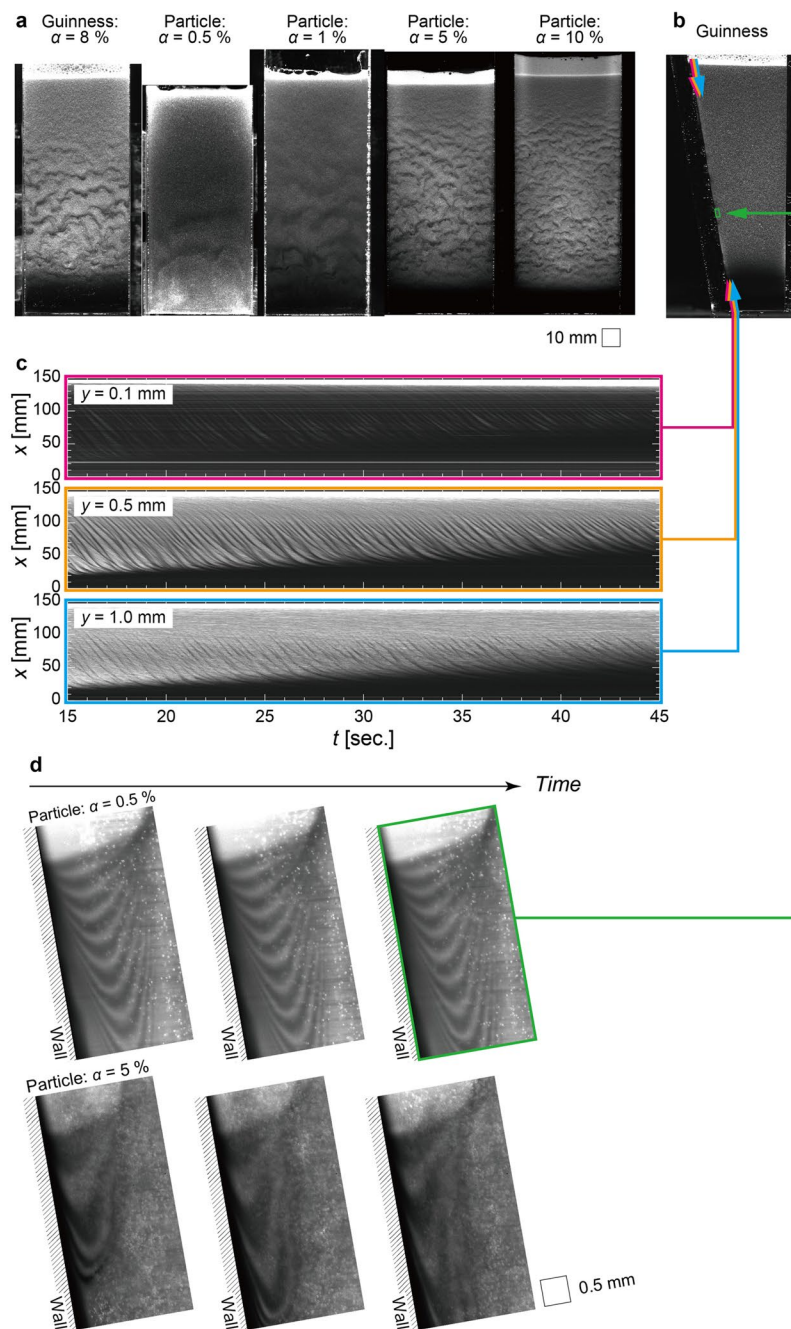 a
Guinness:
α = 8 %
Particle:
α = 0.5 %
Particle:
α = 1 %
Particle:
α = 5 %
Particle:
α = 10 %
b
Guinness
10 mm
c
x [mm]
150
100
50
0
y = 0.1 mm
x [mm]
150
100
50
0
y = 0.5 mm
x [mm]
150
100
50
0
y = 1.0 mm
15 20 25 30 35 40 45
t [sec.]
d
Time
Particle: α = 0.5 %
Wall
Wall
Wall
Particle: α = 5 %
Wall
Wall
Wall
0.5 mm